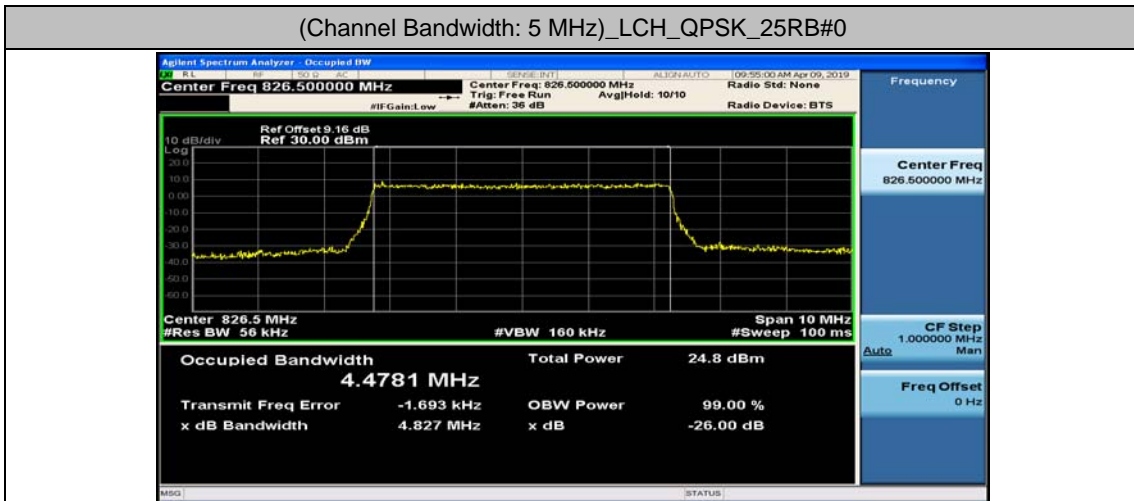 (Channel Bandwidth: 5 MHz)_LCH_QPSK_25RB#0
Agilent Spectrum Analyzer - Occupied BW
RL RF 50 Ω AC SENSE:INT ALIGN AUTO 09:55:00 AM Apr 09, 2019
Center Freq 826.500000 MHz
Center Freq: 826.500000 MHz
Radio Std: None
Trig: Free Run Avg|Hold: 10/10
#IFGain:Low #Atten: 36 dB Radio Device: BTS
Ref Offset 9.16 dB
10 dB/div Ref 30.00 dBm
Log
20.0
10.0
0.00
-10.0
-20.0
-30.0
-40.0
-50.0
-60.0
Center 826.5 MHz Span 10 MHz
#Res BW 56 kHz #VBW 160 kHz #Sweep 100 ms
Occupied Bandwidth Total Power 24.8 dBm
4.4781 MHz
Transmit Freq Error -1.693 kHz OBW Power 99.00 %
x dB Bandwidth 4.827 MHz x dB -26.00 dB
MSG STATUS
Frequency
Center Freq
826.500000 MHz
CF Step
1.000000 MHz
Auto Man
Freq Offset
0 Hz